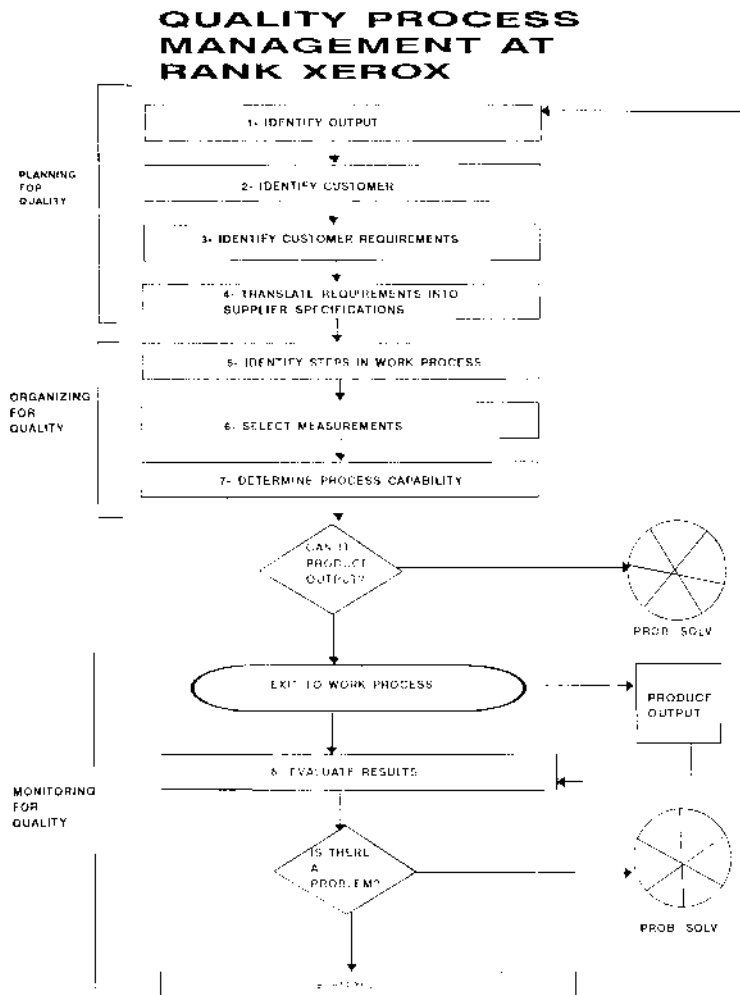 QUALITY PROCESS
MANAGEMENT AT
RANK XEROX
1- IDENTIFY OUTPUT
PLANNING
FOR
QUALITY
2- IDENTIFY CUSTOMER
3- IDENTIFY CUSTOMER REQUIREMENTS
4- TRANSLATE REQUIREMENTS INTO
SUPPLIER SPECIFICATIONS
5- IDENTIFY STEPS IN WORK PROCESS
ORGANIZING
FOR
QUALITY
6- SELECT MEASUREMENTS
7- DETERMINE PROCESS CAPABILITY
CAN IT
PRODUCE
OUTPUT?
PROB SOLV
EXIT TO WORK PROCESS
PRODUCE
OUTPUT
8- EVALUATE RESULTS
MONITORING
FOR
QUALITY
IS THERE
A
PROBLEM?
PROB SOLV